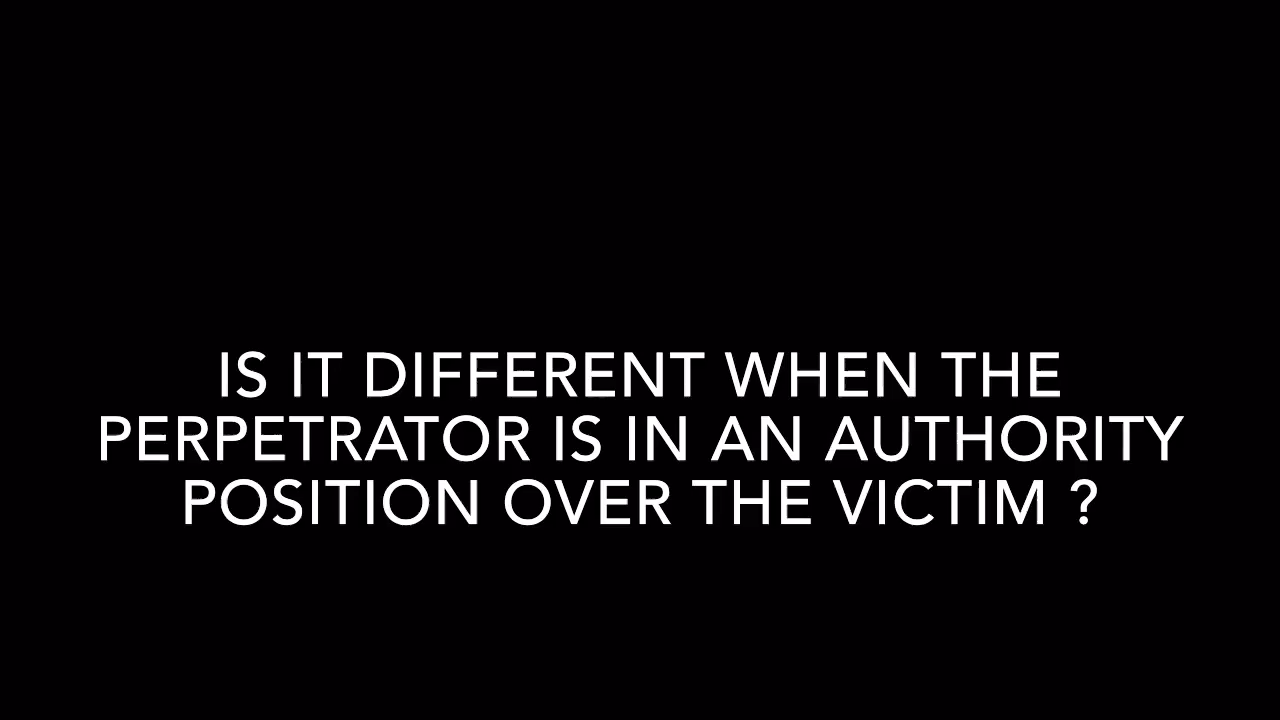 IS IT DIFFERENT WHEN THE
PERPETRATOR IS IN AN AUTHORITY
POSITION OVER THE VICTIM ?